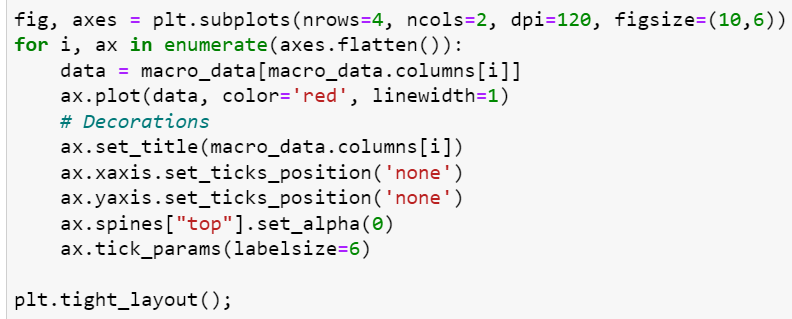 fig, axes = plt.subplots(nrows=4, ncols=2, dpi=120, figsize=(10,6))
for i, ax in enumerate(axes.flatten()):
    data = macro_data[macro_data.columns[i]]
    ax.plot(data, color='red', linewidth=1)
    # Decorations
    ax.set_title(macro_data.columns[i])
    ax.xaxis.set_ticks_position('none')
    ax.yaxis.set_ticks_position('none')
    ax.spines["top"].set_alpha(0)
    ax.tick_params(labelsize=6)

plt.tight_layout();